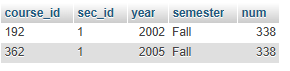 course_id sec_id year semester num
192 1 2002 Fall 338
362 1 2005 Fall 338